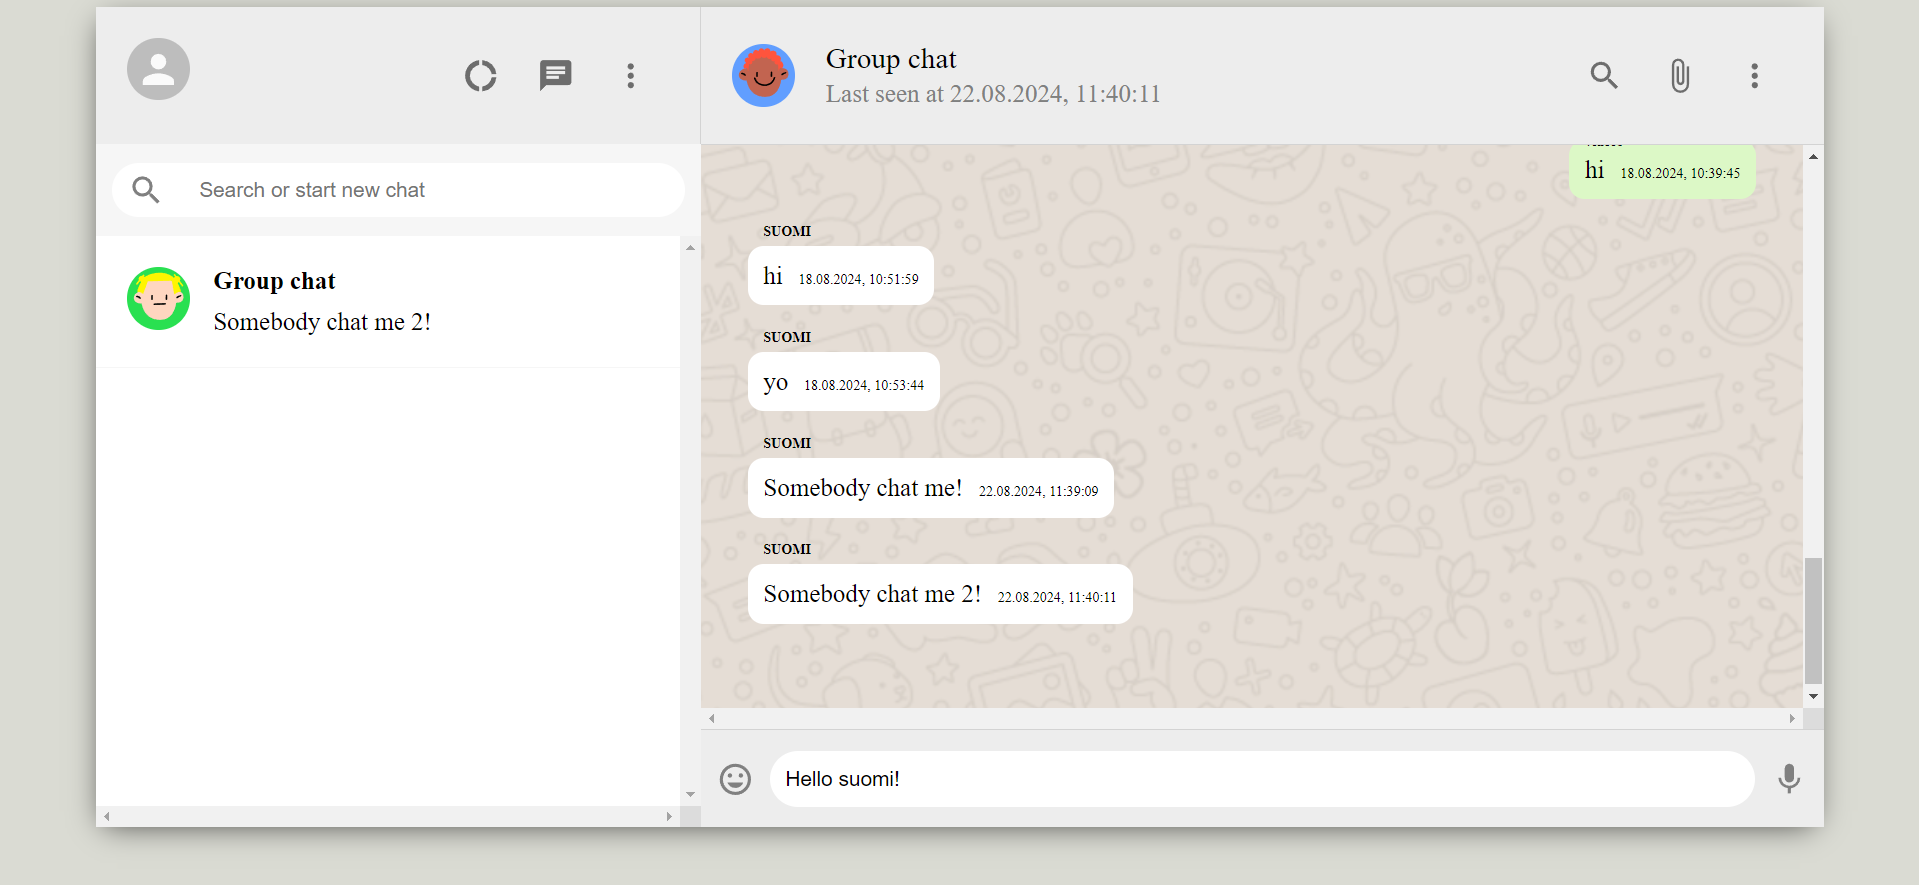 Group chat
Last seen at 22.08.2024, 11:40:11
Search or start new chat
Group chat
Somebody chat me 2!
hi 18.08.2024, 10:39:45
SUOMI
hi 18.08.2024, 10:51:59
SUOMI
yo 18.08.2024, 10:53:44
SUOMI
Somebody chat me! 22.08.2024, 11:39:09
SUOMI
Somebody chat me 2! 22.08.2024, 11:40:11
Hello suomi!